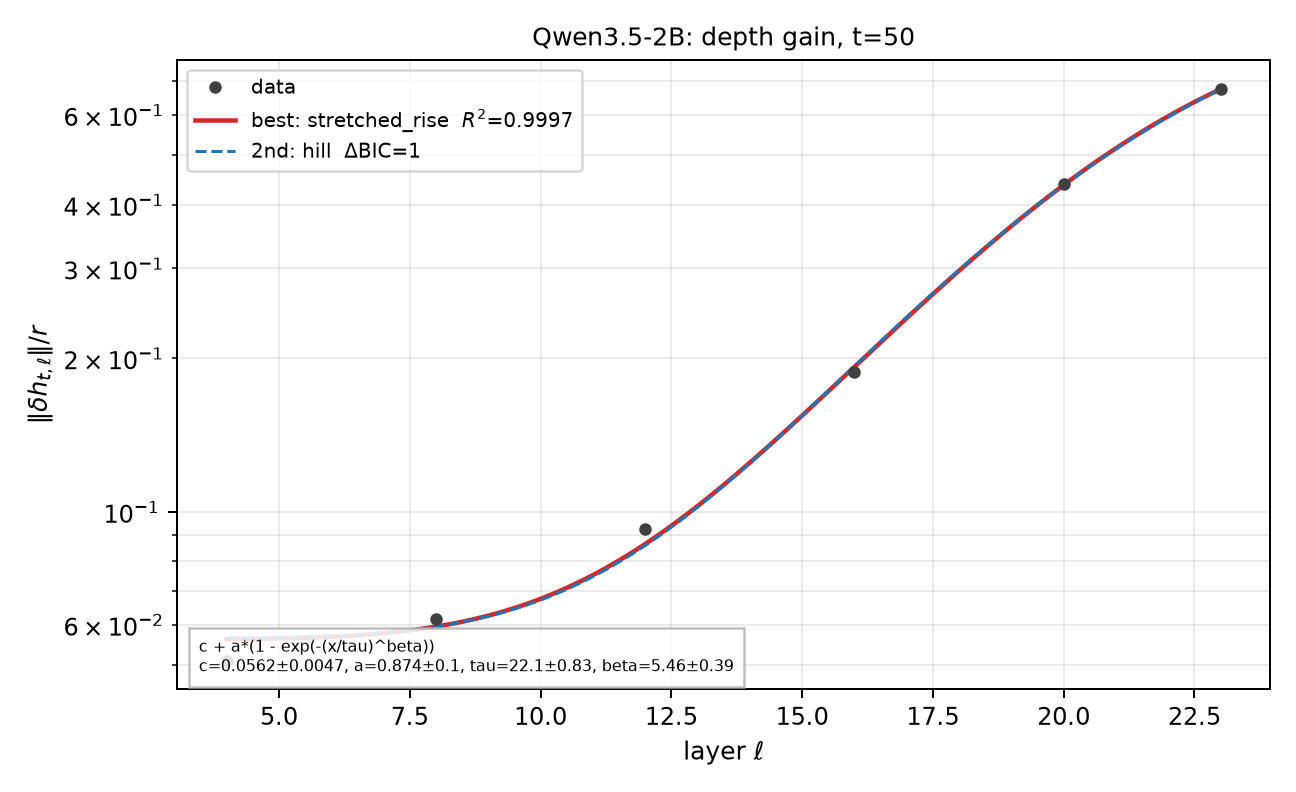 Qwen3.5-2B: depth gain, t=50
data
best: stretched_rise R²=0.9997
2nd: hill ΔBIC=1
6 × 10⁻¹
4 × 10⁻¹
3 × 10⁻¹
2 × 10⁻¹
10⁻¹
6 × 10⁻²
‖δh_{t,ℓ}‖/r
c + a*(1 - exp(-(x/tau)^beta))
c=0.0562±0.0047, a=0.874±0.1, tau=22.1±0.83, beta=5.46±0.39
5.0 7.5 10.0 12.5 15.0 17.5 20.0 22.5
layer ℓ